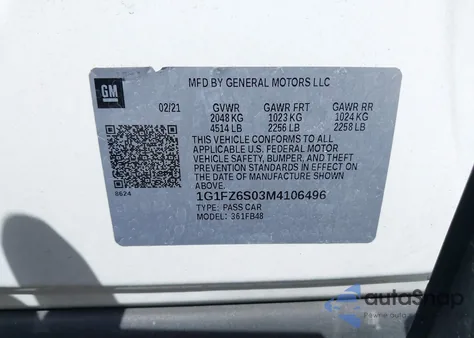 GM
MFD BY GENERAL MOTORS LLC
02/21 GVWR GAWR FRT GAWR RR
2048 KG 1023 KG 1024 KG
4514 LB 2256 LB 2258 LB
THIS VEHICLE CONFORMS TO ALL
APPLICABLE U.S. FEDERAL MOTOR
VEHICLE SAFETY, BUMPER, AND THEFT
PREVENTION STANDARDS IN EFFECT ON THE
DATE OF MANUFACTURE SHOWN
ABOVE.
6624
1G1FZ6S03M4106496
TYPE: PASS CAR
MODEL: 361FB48
autoSnap